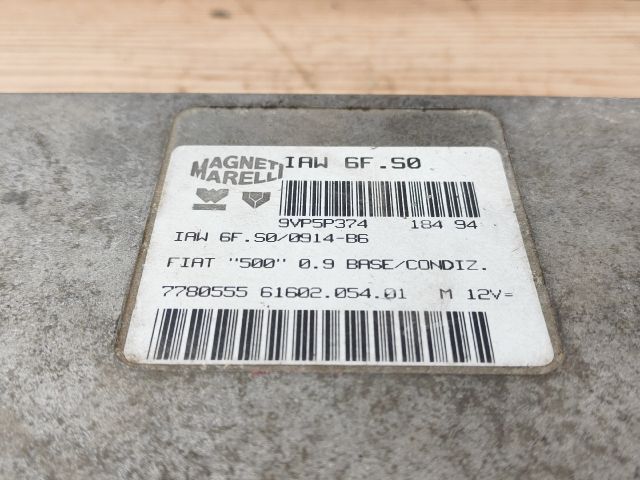 MAGNETI MARELLI
IAW 6F.S0
9VP5P374 184 94
IAW 6F.S0/0914-B6
FIAT "500" 0.9 BASE/CONDIZ.
7780555 61602.054.01 M 12V=